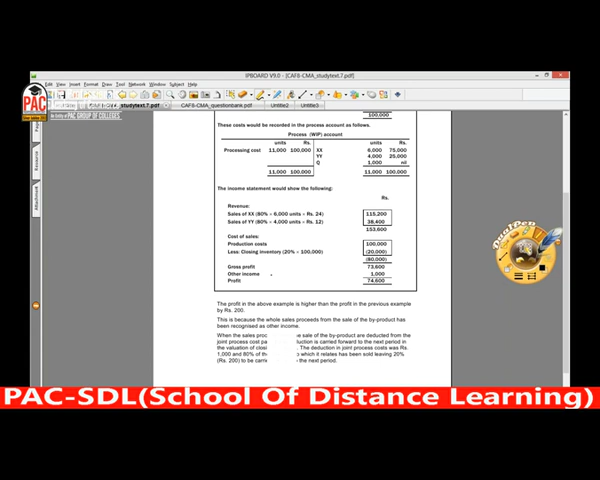 IPBOARD V9.0 - [CAF8-CMA_studytext.7.pdf]
File Edit View Insert Format Draw Tool Network Window Subject Help
CAF8-CMA_studytext.7.pdf CAF8-CMA_questionbank.pdf Untitle2 Untitle3
PAC
PAC GROUP OF COLLEGES
Resource
Attachment
100,000
These costs would be recorded in the process account as follows.
Process (WIP) account
units Rs. units Rs.
Processing cost 11,000 100,000 XX 6,000 75,000
YY 4,000 25,000
Q 1,000 nil
11,000 100,000 11,000 100,000
The income statement would show the following:
Rs.
Revenue:
Sales of XX (80% ÷ 6,000 units ÷ Rs. 24) 115,200
Sales of YY (80% ÷ 4,000 units ÷ Rs. 12) 38,400
153,600
Cost of sales:
Production costs 100,000
Less: Closing inventory (20% ÷ 100,000) (20,000)
(80,000)
Gross profit 73,600
Other income 1,000
Profit 74,600
The profit in the above example is higher than the profit in the previous example
by Rs. 200.
This is because the whole sales proceeds from the sale of the by-product has
been recognised as other income.
When the sales proc e sale of the by-product are deducted from the
joint process cost pa uction is carried forward to the next period in
the valuation of closi . The deduction in joint process costs was Rs.
1,000 and 80% of th o which it relates has been sold leaving 20%
(Rs. 200) to be carrie the next period.
DualPen
PAC-SDL(School Of Distance Learning)